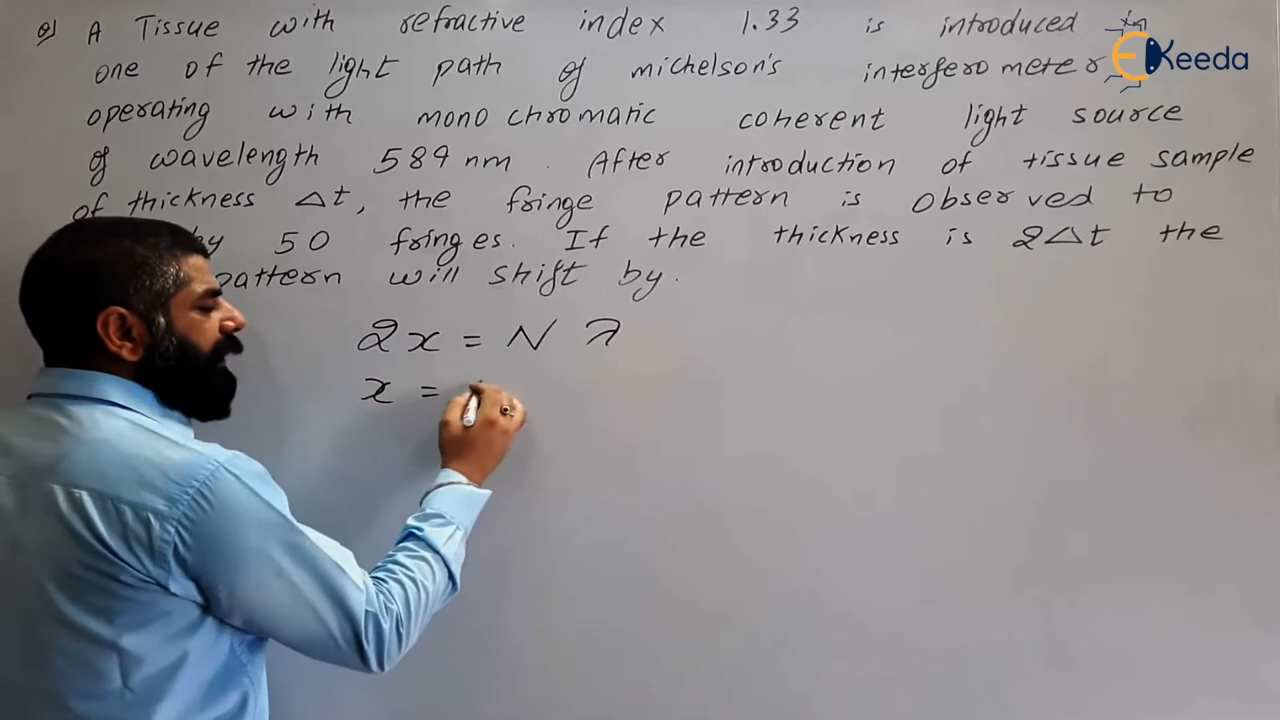 Q) A Tissue with refractive index 1.33 is introduced in
one of the light path of michelson's interferometer
operating with monochromatic coherent light source
of wavelength 589 nm. After introduction of tissue sample
of thickness Δt, the fringe pattern is observed to
by 50 fringes. If the thickness is 2Δt the
pattern will shift by.
2x = N λ
x =
EKeeda